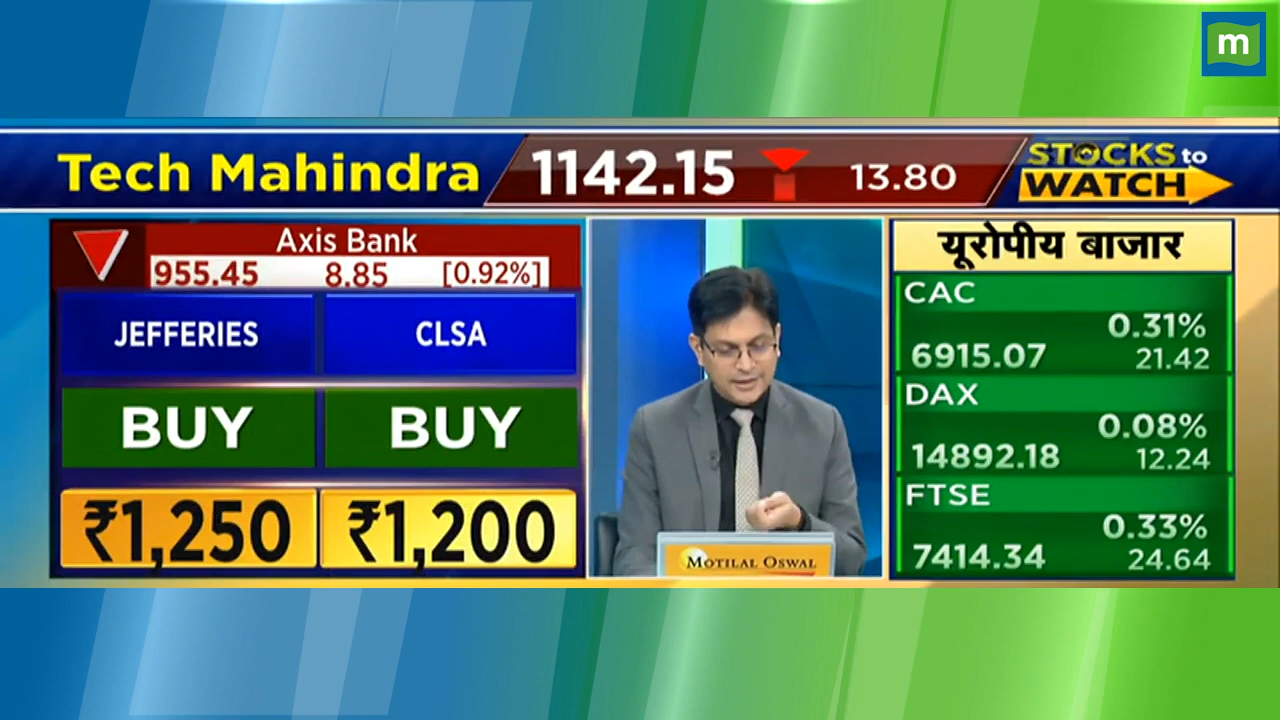 m
Tech Mahindra 1142.15 13.80 STOCKS to WATCH
Axis Bank
955.45 8.85 [0.92%]
JEFFERIES CLSA
BUY BUY
₹1,250 ₹1,200
MOTILAL OSWAL
यूरोपीय बाजार
CAC
0.31%
6915.07 21.42
DAX
0.08%
14892.18 12.24
FTSE
0.33%
7414.34 24.64